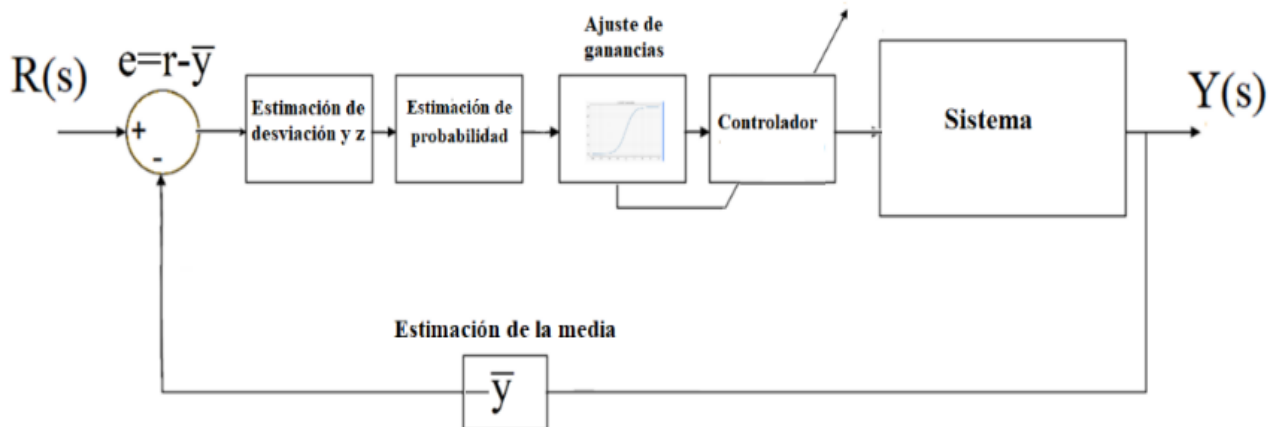 Ajuste de
ganancias
e=r-y̅
R(s)
Y(s)
+
-
Estimación de
desviación y z
Estimación de
probabilidad
Controlador
Sistema
Estimación de la media
y̅